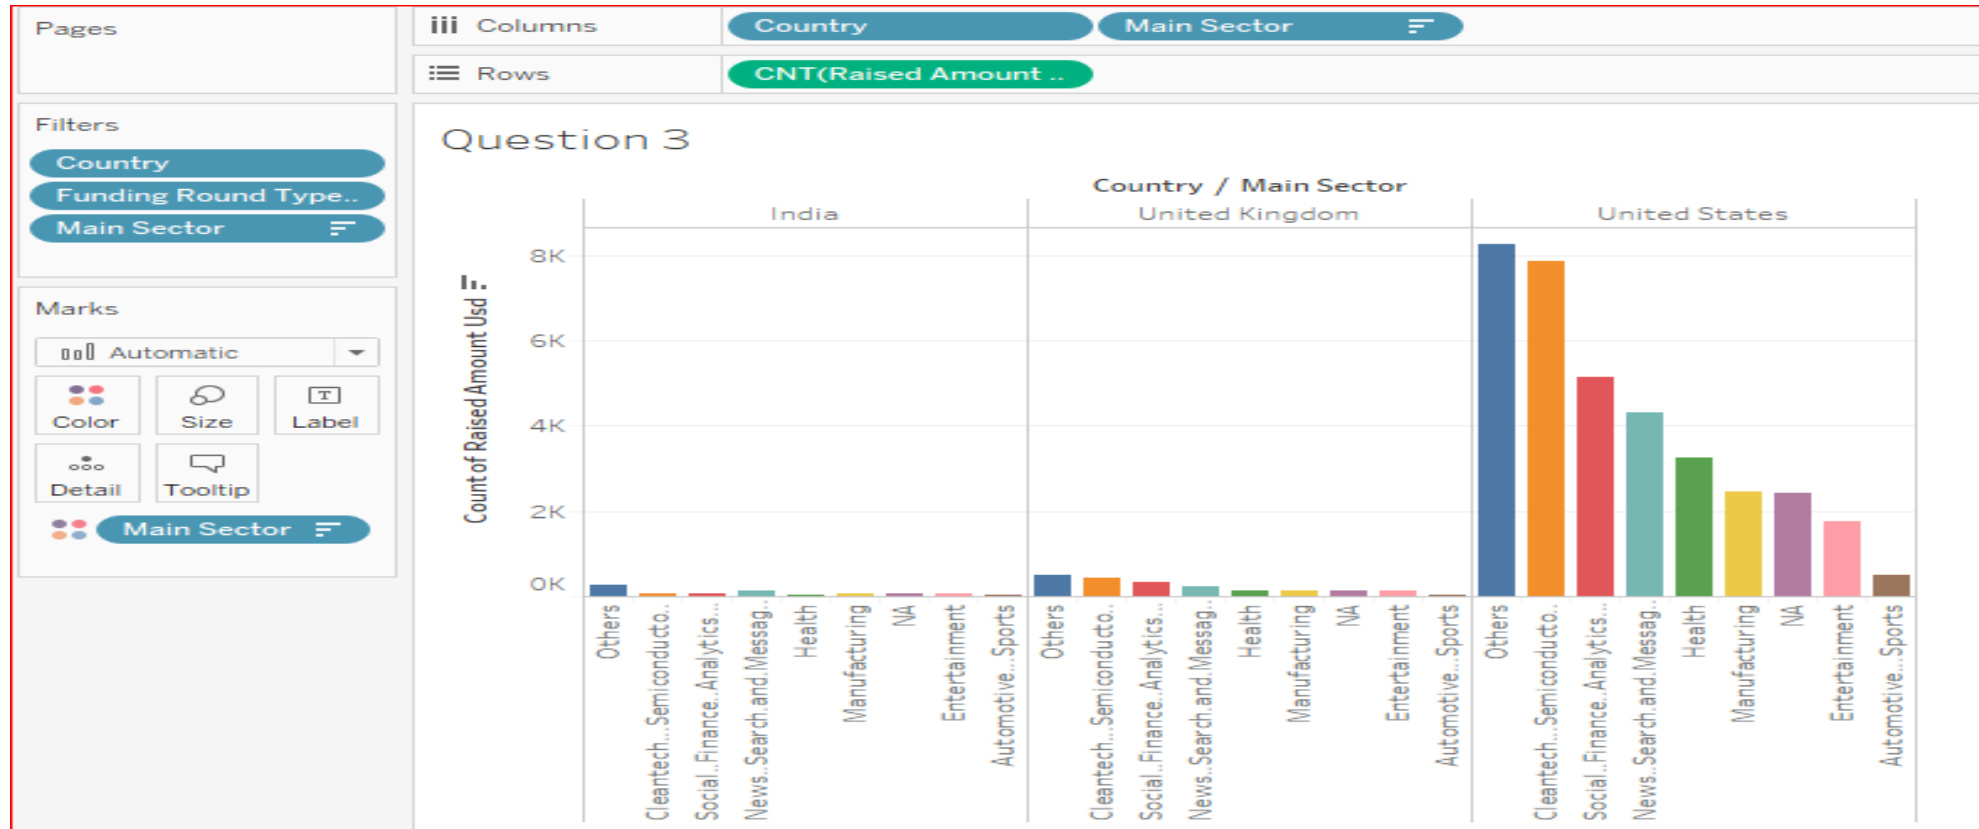 Pages
Columns
Country
Main Sector
Rows
CNT(Raised Amount ..
Filters
Country
Funding Round Type..
Main Sector
Marks
Automatic
Color
Size
Label
Detail
Tooltip
Main Sector
Question 3
Country / Main Sector
India
United Kingdom
United States
Count of Raised Amount Usd
8K
6K
4K
2K
0K
Others
Cleantech...Semiconducto..
Social..Finance..Analytics...
News..Search.and.Messag..
Health
Manufacturing
NA
Entertainment
Automotive...Sports
Others
Cleantech...Semiconducto..
Social..Finance..Analytics...
News..Search.and.Messag..
Health
Manufacturing
NA
Entertainment
Automotive...Sports
Others
Cleantech...Semiconducto..
Social..Finance..Analytics...
News..Search.and.Messag..
Health
Manufacturing
NA
Entertainment
Automotive...Sports